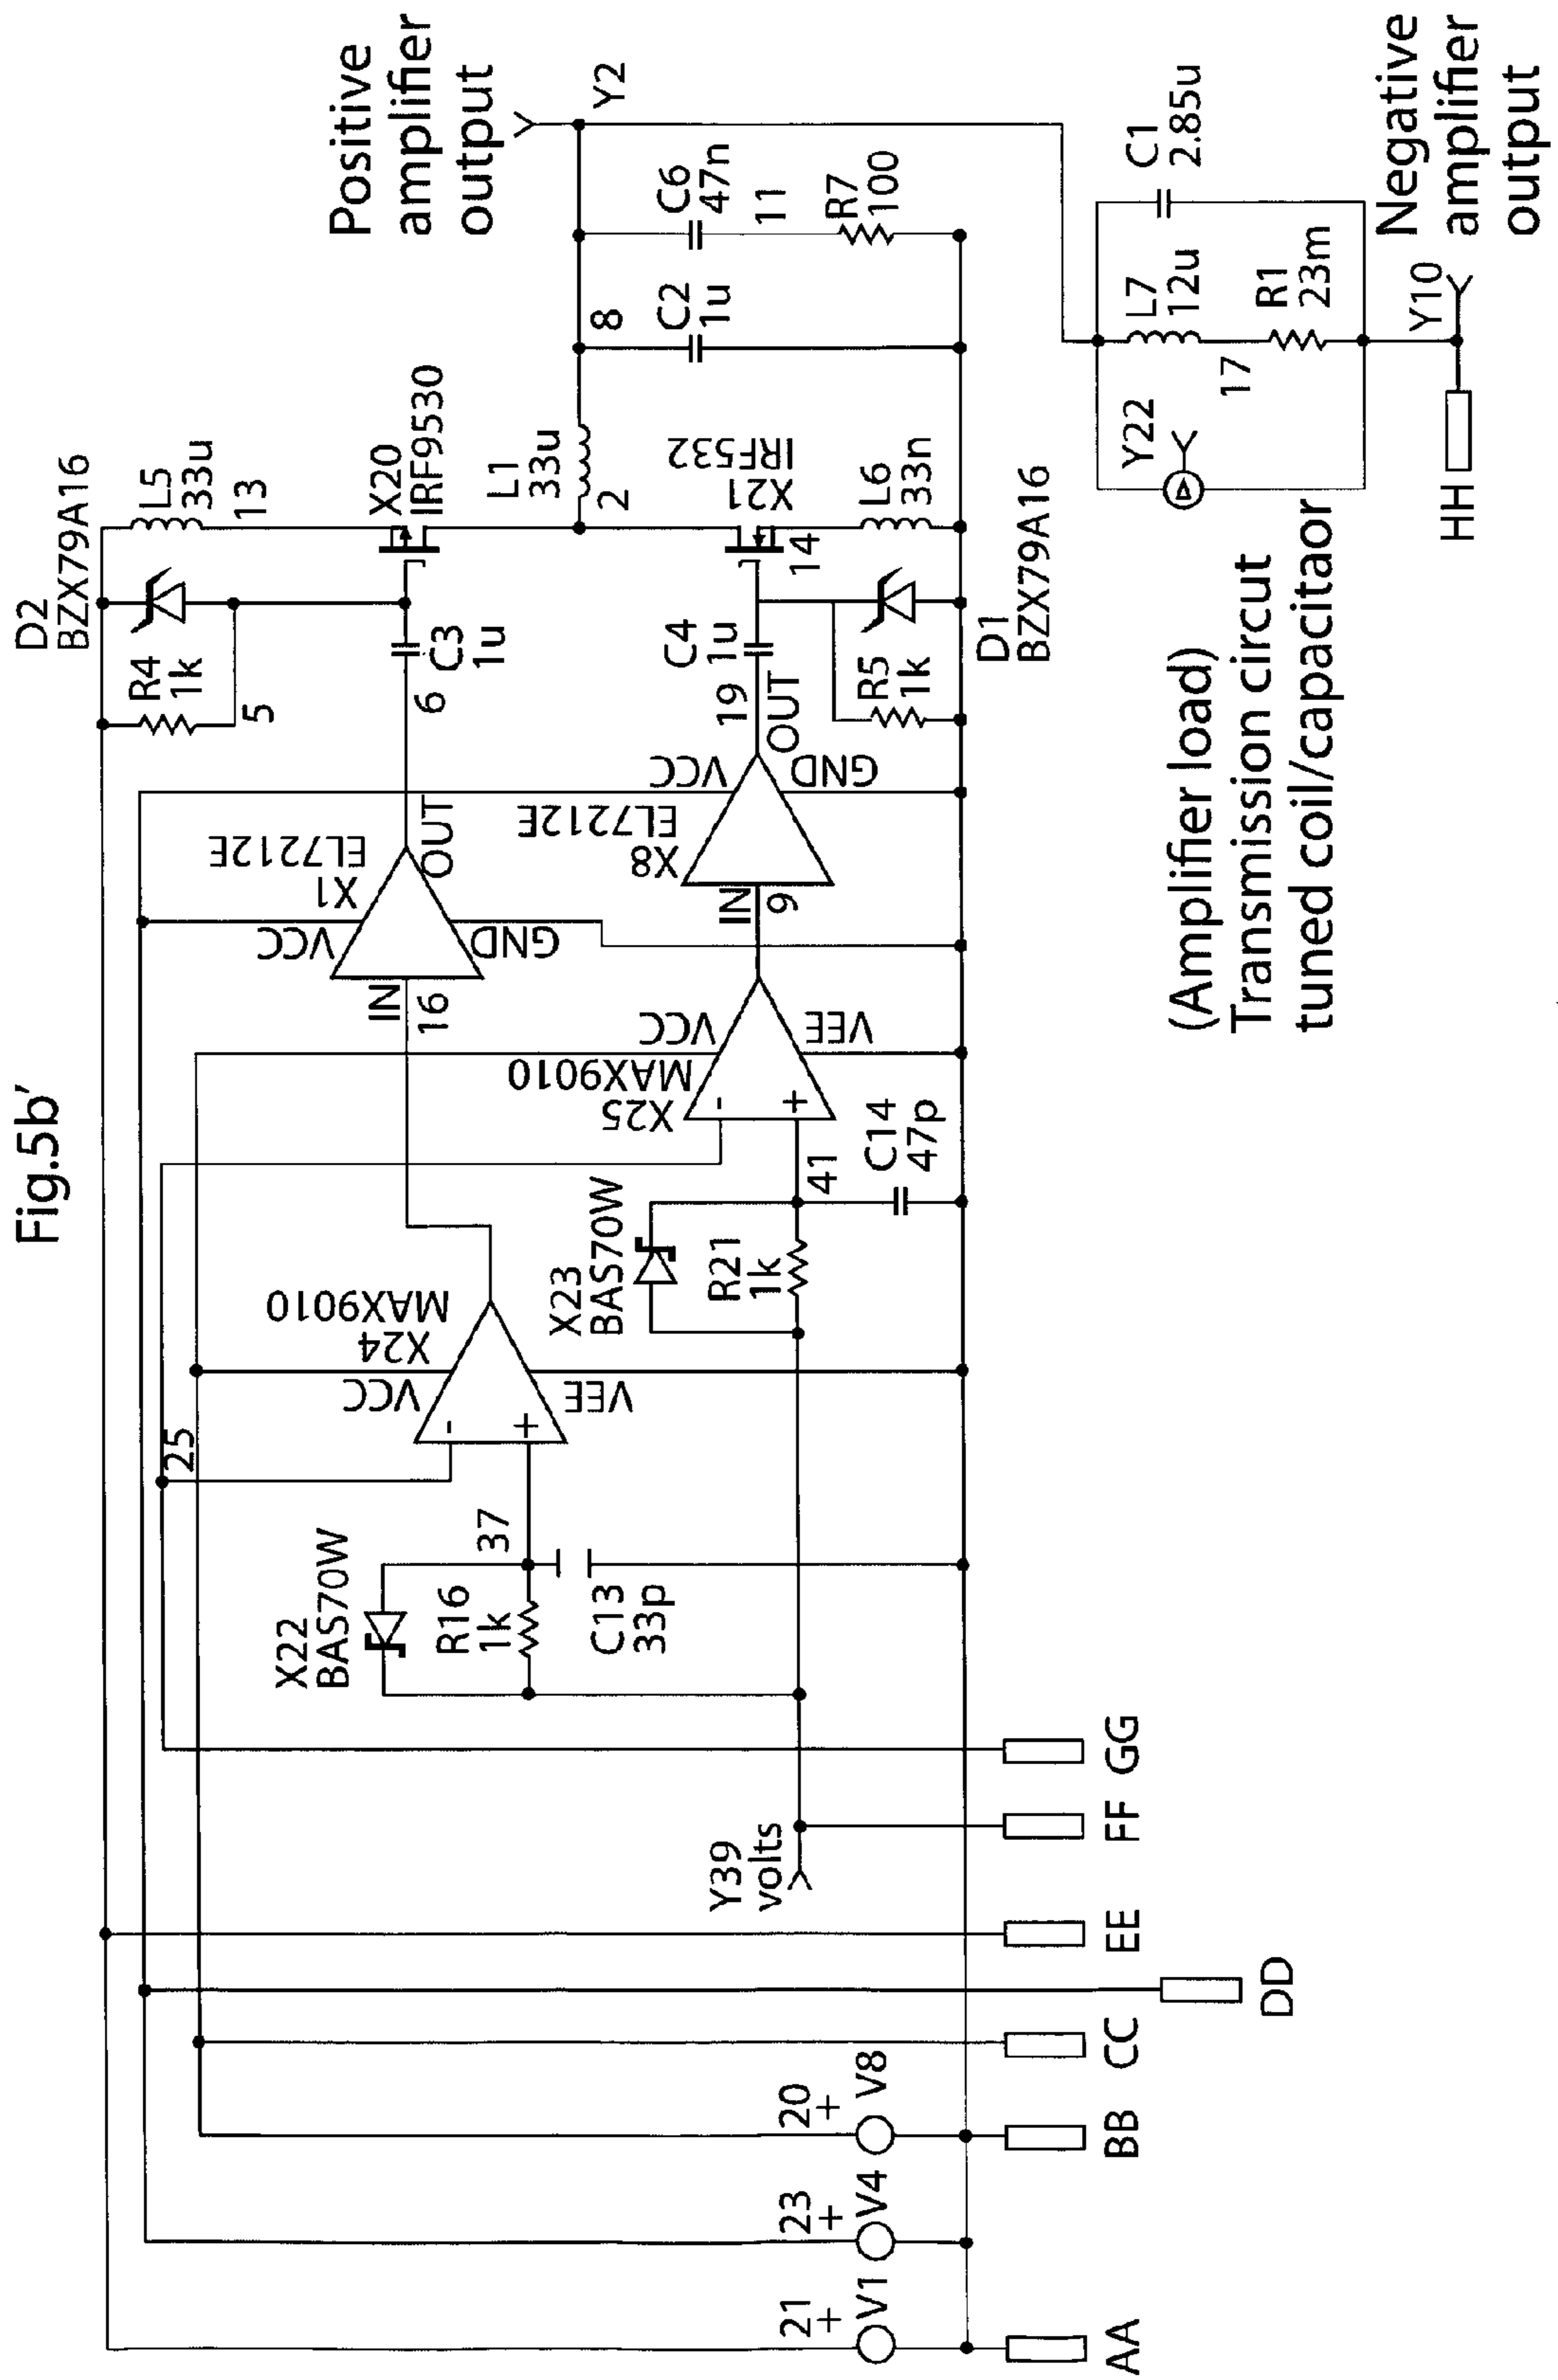 Fig.5b'
D2
BZX79A16
L5
33u
13
R4
1k
5
X20
IRF9530
C3
1u
6
X1
EL7212E
VCC
GND
IN
OUT
16
L1
33u
2
Positive
amplifier
output
Y2
8
C2
1u
C6
47n
11
R7
100
X21
IRF532
14
L6
33n
C4
1u
19
OUT
R5
1k
D1
BZX79A16
X8
EL7212E
VCC
GND
IN
9
X25
MAX9010
VCC
VEE
-
+
41
C14
47p
X23
BAS70W
R21
1k
X24
MAX9010
VCC
VEE
-
+
25
37
X22
BAS70W
R16
1k
C13
33p
Y39
volts
21
+
V1
23
+
V4
20
+
V8
AA
BB
CC
DD
EE
FF
GG
(Amplifier load)
Transmission circut
tuned coil/capacitaor
Y22
L7
12u
17
R1
23m
C1
2.85u
HH
Y10
Negative
amplifier
output